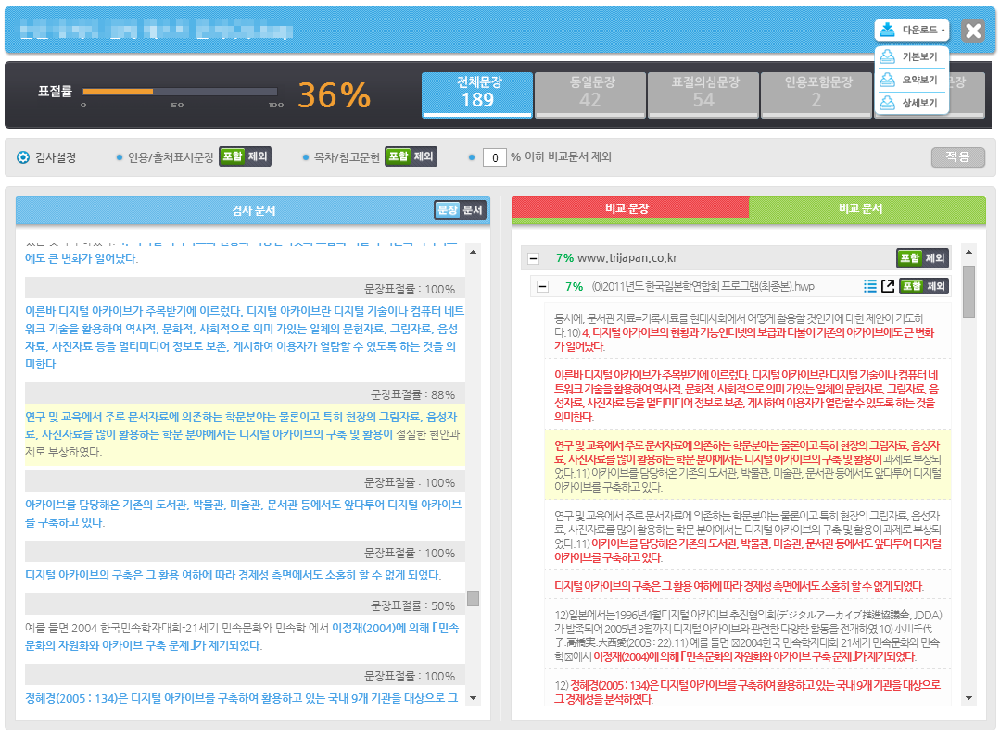 다운로드
기본보기
요약보기
상세보기
표절률
0 50 100
36%
전체문장
189
동일문장
42
표절의심문장
54
인용포함문장
2
문장
검사설정
인용/출처표시문장 포함 제외
목차/참고문헌 포함 제외
0 % 이하 비교문서 제외
적용
검사 문서
문장 문서
에도 큰 변화가 일어났다.
문장표절률 : 100%
이른바 디지털 아카이브가 주목받기에 이르렀다. 디지털 아카이브란 디지털 기술이나 컴퓨터 네트
워크 기술을 활용하여 역사적, 문화적, 사회적으로 의미 가있는 일체의 문헌자료, 그림자료, 음성
자료, 사진자료 등을 멀티미디어 정보로 보존, 게시하여 이용자가 열람할 수 있도록 하는 것을 의
미한다.
문장표절률 : 88%
연구 및 교육에서 주로 문서자료에 의존하는 학문분야는 물론이고 특히 현장의 그림자료, 음성자
료, 사진자료를 많이 활용하는 학문 분야에서는 디지털 아카이브의 구축 및 활용이 절실한 현안과
제로 부상하였다.
문장표절률 : 100%
아카이브를 담당해온 기존의 도서관, 박물관, 미술관, 문서관 등에서도 앞다투어 디지털 아카이브
를 구축하고 있다.
문장표절률 : 100%
디지털 아카이브의 구축은 그 활용 여하에 따라 경제성 측면에서도 소홀히 할 수 없게 되었다.
문장표절률 : 50%
예를 들면 2004 한국민속학자대회-21세기 민속문화와 민속학 에서 이정재(2004)에 의해 ｢민속
문화의 자원화와 아카이브 구축 문제｣가 제기되었다.
문장표절률 : 100%
정혜경(2005 : 134)은 디지털 아카이브를 구축하여 활용하고 있는 국내 9개 기관을 대상으로 그
비교 문장
비교 문서
7% www.trijapan.co.kr 포함 제외
7% (0)2011년도 한국일본학연합회 프로그램(최종본).hwp 포함 제외
동시에, 문서관 자료=기록사료를 현대사회에서 어떻게 활용할 것인가에 대한 제안이 기도하
다.10) 4. 디지털 아카이브의 현황과 기능인터넷의 보급과 더불어 기존의 아카이브에도 큰 변화
가 일어났다.
이른바 디지털 아카이브가 주목받기에 이르렀다. 디지털 아카이브란 디지털 기술이나 컴퓨터 네
트워크 기술을 활용하여 역사적, 문화적, 사회적으로 의미 가있는 일체의 문헌자료, 그림자료, 음
성자료, 사진자료 등을 멀티미디어 정보로 보존, 게시하여 이용자가 열람할 수 있도록 하는 것을
의미한다.
연구 및 교육에서 주로 문서자료에 의존하는 학문분야는 물론이고 특히 현장의 그림자료, 음성자
료, 사진자료를 많이 활용하는 학문 분야에서는 디지털 아카이브의 구축 및 활용이 과제로 부상되
었다.11) 아카이브를 담당해온 기존의 도서관, 박물관, 미술관, 문서관 등에서도 앞다투어 디지털
아카이브를 구축하고 있다.
연구 및 교육에서 주로 문서자료에 의존하는 학문분야는 물론이고 특히 현장의 그림자료, 음성자
료, 사진자료를 많이 활용하는 학문 분야에서는 디지털 아카이브의 구축 및 활용이 과제로 부상되
었다.11) 아카이브를 담당해온 기존의 도서관, 박물관, 미술관, 문서관 등에서도 앞다투어 디지털
아카이브를 구축하고 있다.
디지털 아카이브의 구축은 그 활용 여하에 따라 경제성 측면에서도 소홀히 할 수 없게 되었다.
12)일본에서는1996년4월디지털 아카이브 추진협의회(デジタルアーカイブ推進協議会, JDDA)
가 발족되어 2005년 3월까지 디지털 아카이브와 관련한 다양한 활동을 전개하였 10) 小川千代
子.高橋実.大西愛(2003 : 22).11) 예를 들면 2004한국 민속학자대회-21세기 민속문화와 민속
학에서 이정재(2004)에 의해 ｢민속문화의 자원화와 아카이브 구축 문제｣가 제기되었다.
12) 정혜경(2005 : 134)은 디지털 아카이브를 구축하여 활용하고 있는 국내 9개 기관을 대상으로
그 경제성을 분석하였다.